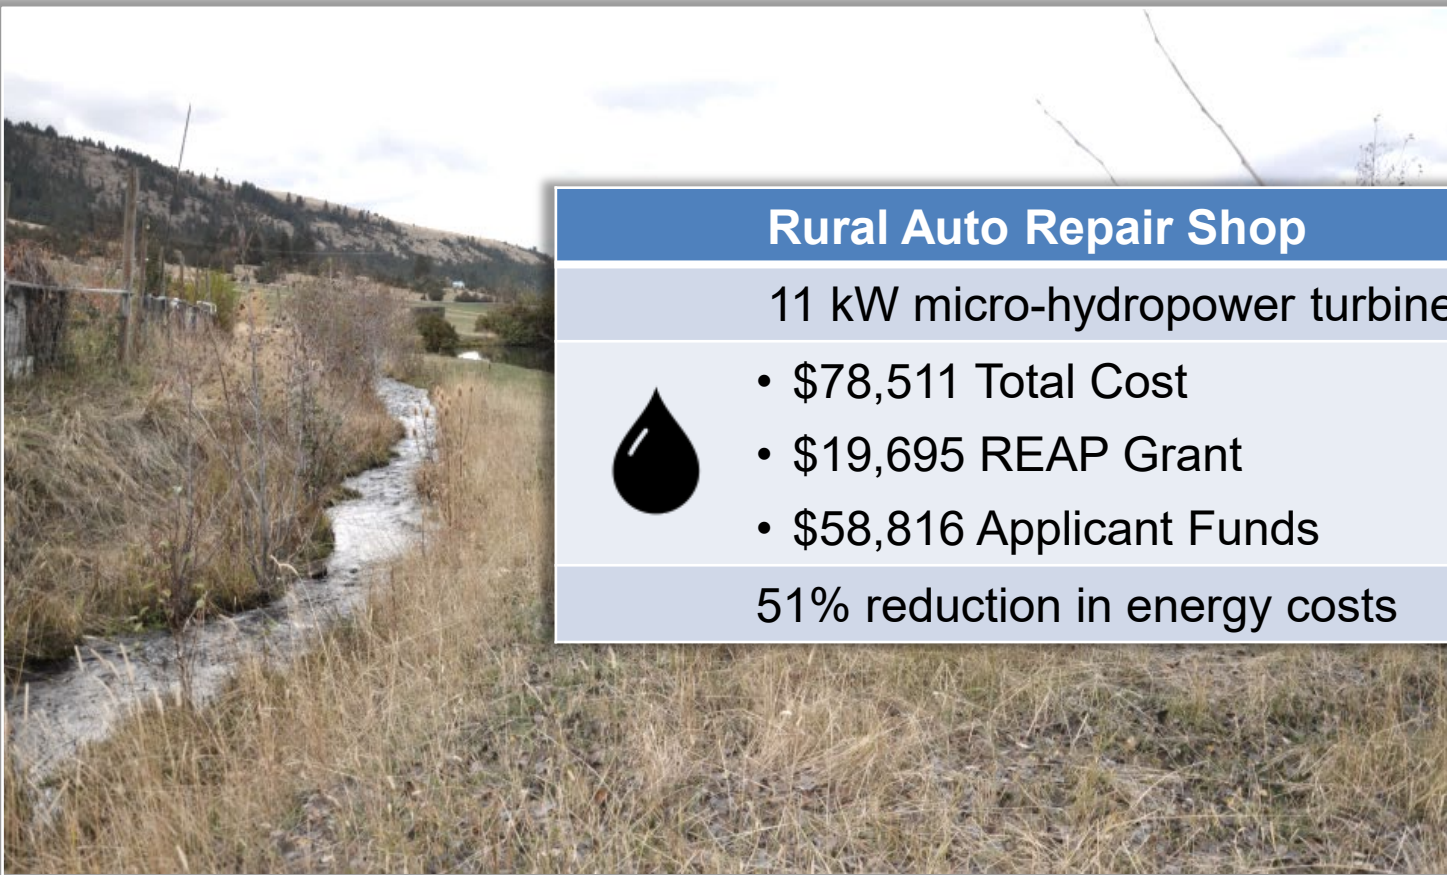 Rural Auto Repair Shop
11 kW micro-hydropower turbine
• $78,511 Total Cost
• $19,695 REAP Grant
• $58,816 Applicant Funds
51% reduction in energy costs